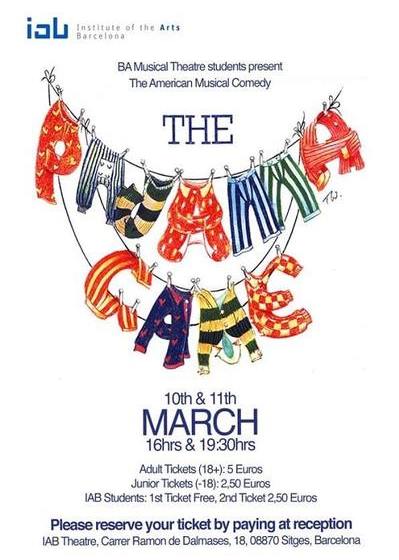 iab Institute of the Arts
Barcelona
BA Musical Theatre students present
The American Musical Comedy
THE
PAJAMA
GAME
T.W.
10th & 11th
MARCH
16hrs & 19:30hrs
Adult Tickets (18+): 5 Euros
Junior Tickets (-18): 2,50 Euros
IAB Students: 1st Ticket Free, 2nd Ticket 2,50 Euros
Please reserve your ticket by paying at reception
IAB Theatre, Carrer Ramon de Dalmases, 18, 08870 Sitges, Barcelona